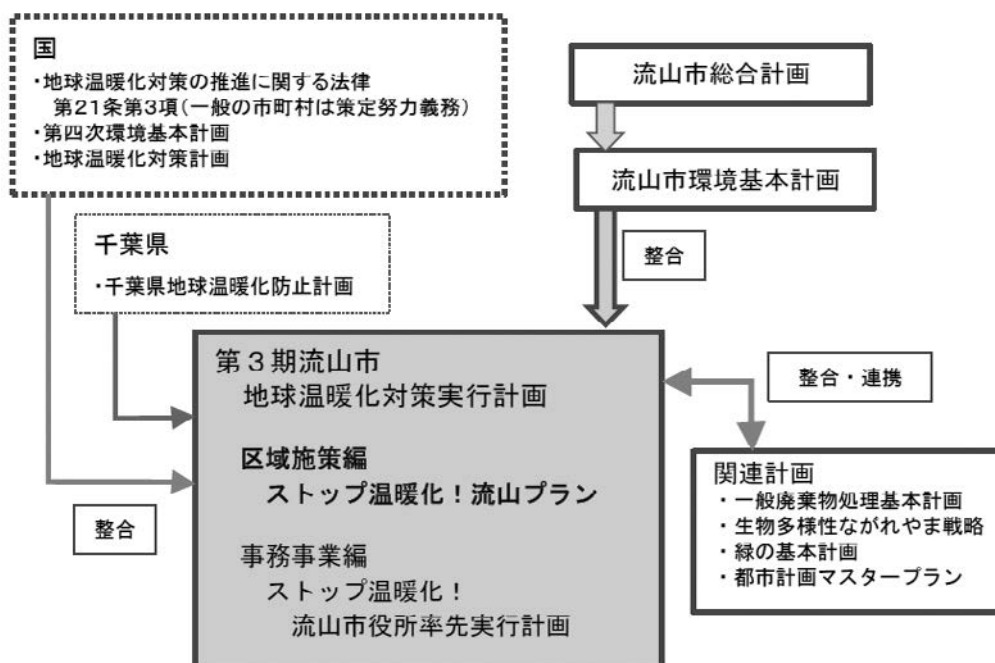 国
・地球温暖化対策の推進に関する法律
第21条第3項(一般の市町村は策定努力義務)
・第四次環境基本計画
・地球温暖化対策計画
千葉県
・千葉県地球温暖化防止計画
流山市総合計画
流山市環境基本計画
整合
第3期流山市
地球温暖化対策実行計画
区域施策編
ストップ温暖化!流山プラン
事務事業編
ストップ温暖化!
流山市役所率先実行計画
整合
整合・連携
関連計画
・一般廃棄物処理基本計画
・生物多様性ながれやま戦略
・緑の基本計画
・都市計画マスタープラン